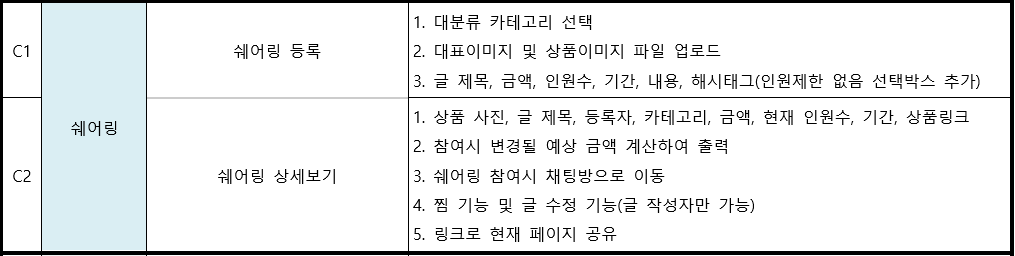 C1
쉐어링 등록
1. 대분류 카테고리 선택
2. 대표이미지 및 상품이미지 파일 업로드
3. 글 제목, 금액, 인원수, 기간, 내용, 해시태그(인원제한 없음 선택박스 추가)
쉐어링
C2
쉐어링 상세보기
1. 상품 사진, 글 제목, 등록자, 카테고리, 금액, 현재 인원수, 기간, 상품링크
2. 참여시 변경될 예상 금액 계산하여 출력
3. 쉐어링 참여시 채팅방으로 이동
4. 찜 기능 및 글 수정 기능(글 작성자만 가능)
5. 링크로 현재 페이지 공유